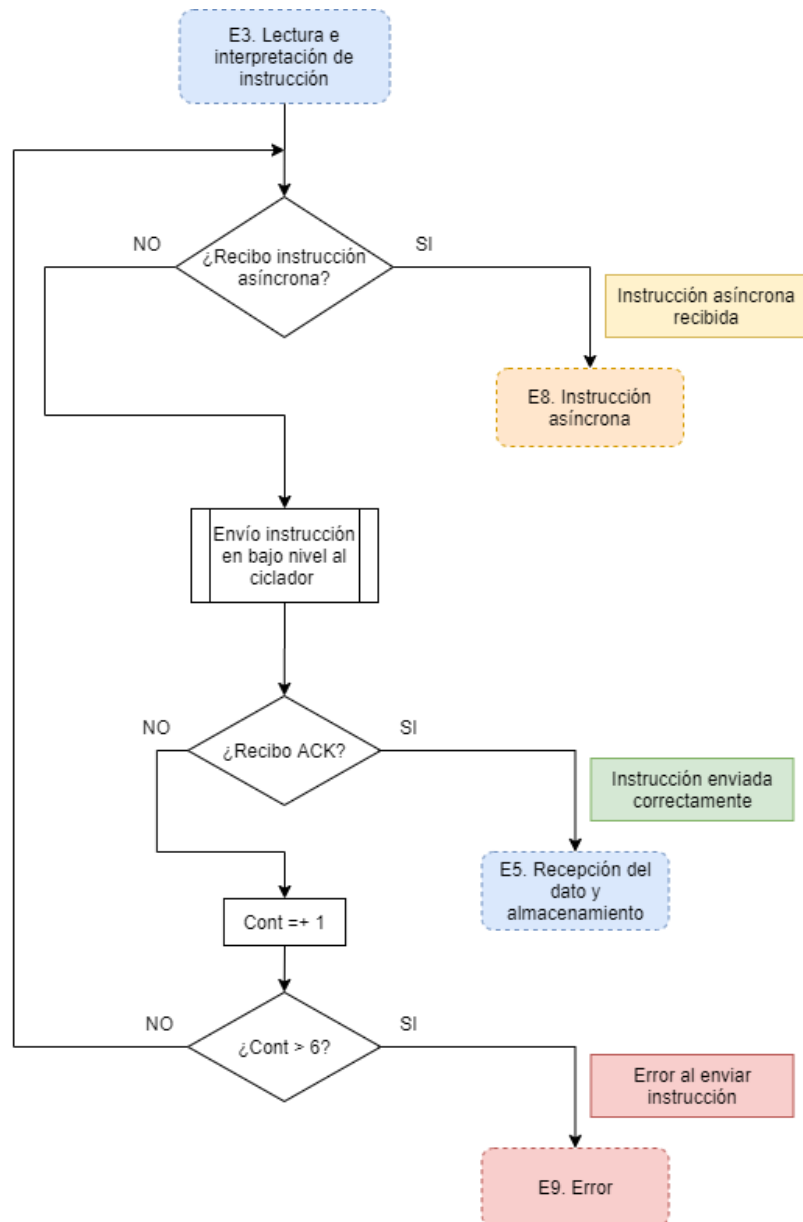 E3. Lectura e
interpretación de
instrucción
NO
SI
¿Recibo instrucción
asíncrona?
Instrucción asíncrona
recibida
E8. Instrucción
asíncrona
Envío instrucción
en bajo nivel al
ciclador
NO
SI
¿Recibo ACK?
Instrucción enviada
correctamente
E5. Recepción del
dato y
almacenamiento
Cont =+ 1
NO
SI
¿Cont > 6?
Error al enviar
instrucción
E9. Error